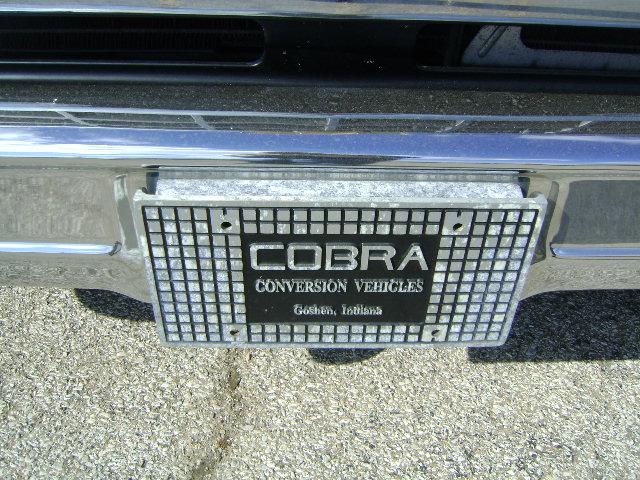 COBRA
CONVERSION VEHICLES
Goshen, Indiana